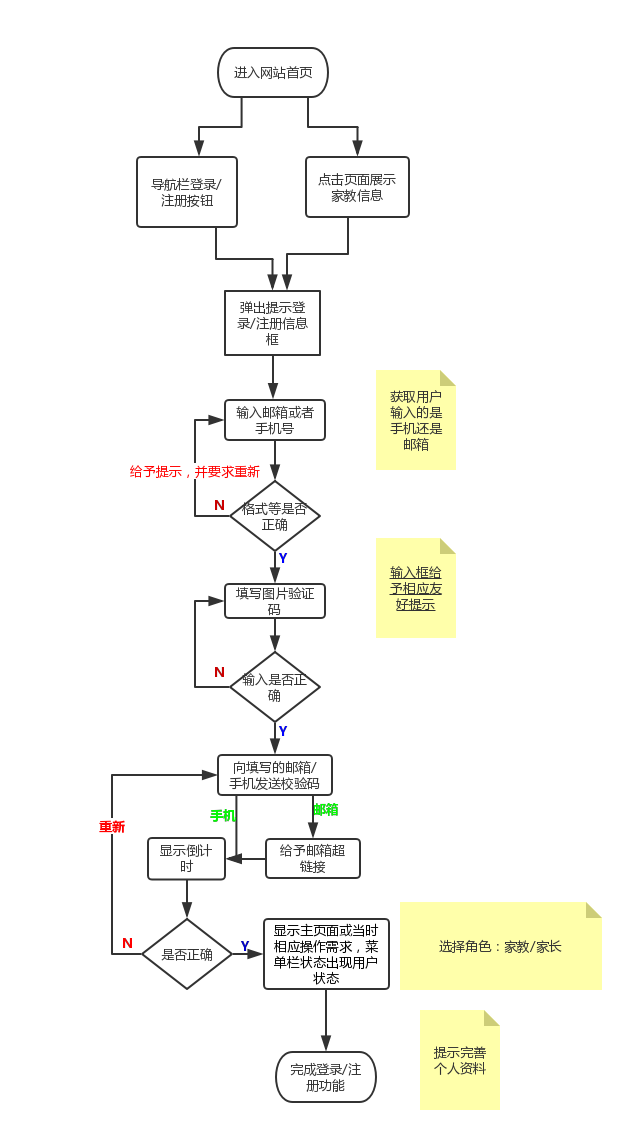 进入网站首页
导航栏登录/
注册按钮
点击页面展示
家教信息
弹出提示登
录/注册信息
框
输入邮箱或者
手机号
获取用户
输入的是
手机还是
邮箱
给予提示，并要求重新
N
格式等是否
正确
Y
输入框给
予相应友
好提示
填写图片验证
码
N
输入是否正
确
Y
向填写的邮箱/
手机发送校验码
手机
邮箱
重新
显示倒计
时
给予邮箱超
链接
N
是否正确
Y
显示主页面或当时
相应操作需求，菜
单栏状态出现用户
状态
选择角色：家教/家长
提示完善
个人资料
完成登录/注
册功能